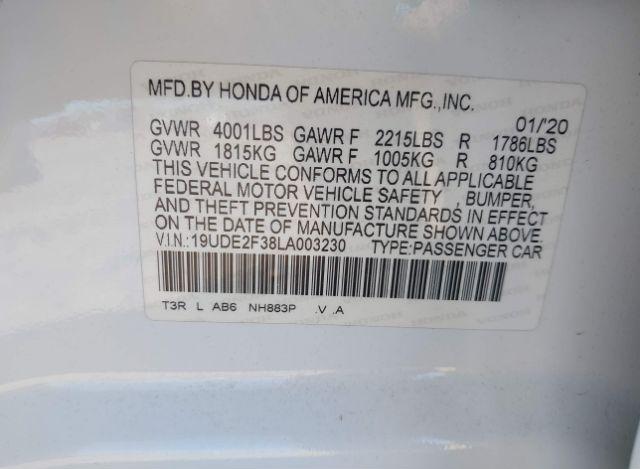 MFD.BY HONDA OF AMERICA MFG.,INC.
01/'20
GVWR 4001LBS GAWR F 2215LBS R 1786LBS
GVWR 1815KG GAWR F 1005KG R 810KG
THIS VEHICLE CONFORMS TO ALL APPLICABLE
FEDERAL MOTOR VEHICLE SAFETY , BUMPER,
AND THEFT PREVENTION STANDARDS IN EFFECT
ON THE DATE OF MANUFACTURE SHOWN ABOVE.
V.I.N.: 19UDE2F38LA003230 TYPE:PASSENGER CAR
T3R L AB6 NH883P .V .A